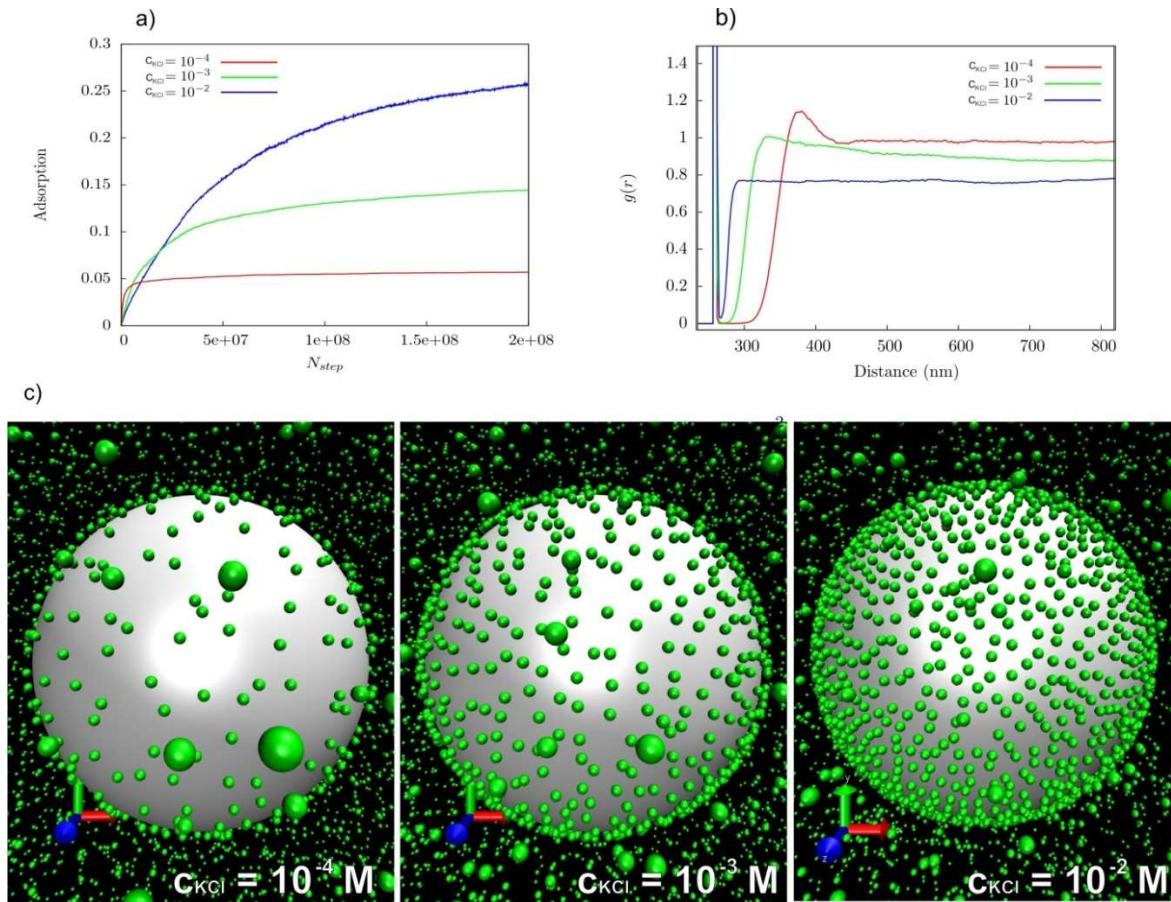 a)
0.3
c_KCl = 10^-4
c_KCl = 10^-3
c_KCl = 10^-2
0.25
0.2
0.15
0.1
0.05
0
Adsorption
0 5e+07 1e+08 1.5e+08 2e+08
N_step
b)
c_KCl = 10^-4
c_KCl = 10^-3
c_KCl = 10^-2
1.4
1.2
1
0.8
0.6
0.4
0.2
0
g(r)
300 400 500 600 700 800
Distance (nm)
c)
c_KCl = 10^-4 M
c_KCl = 10^-3 M
y
z
c_KCl = 10^-2 M